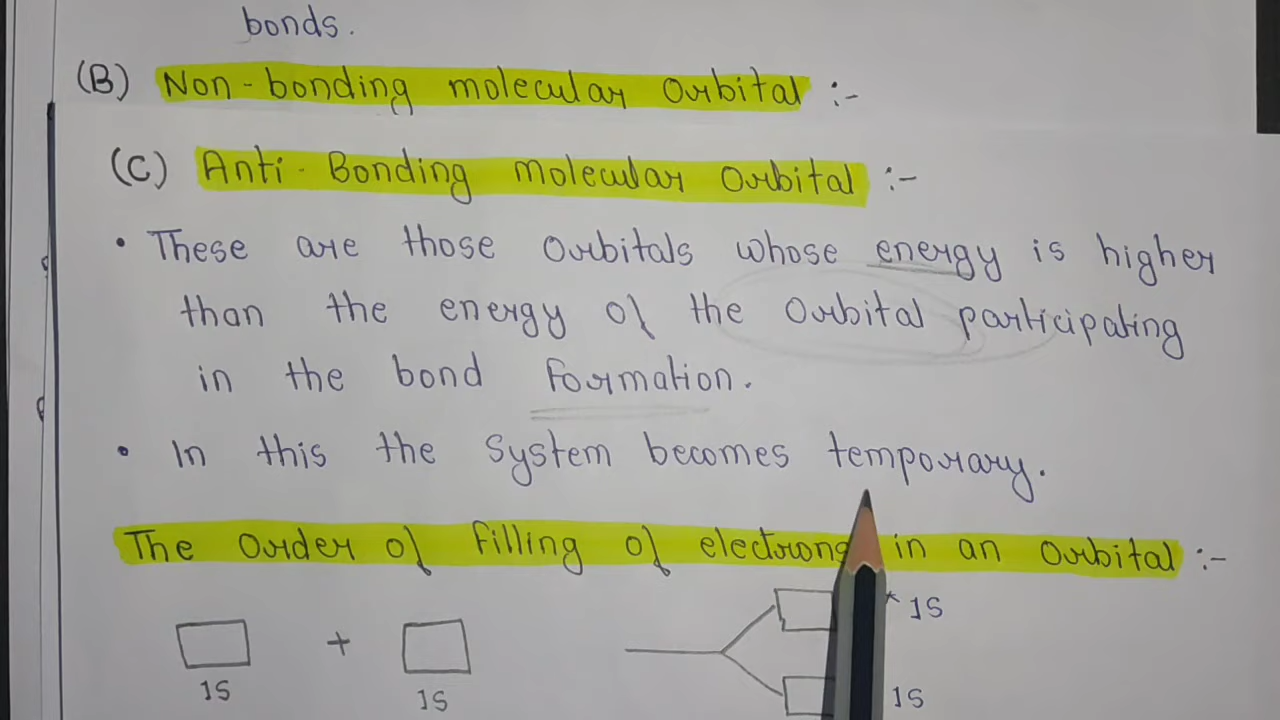 bonds.
(B) Non-bonding molecular Orbital :-
(C) Anti-Bonding molecular Orbital :-
• These are those Orbitals whose energy is higher
than the energy of the Orbital participating
in the bond formation.
• In this the System becomes temporary.
The Order of filling of electrons in an Orbital :-
+
* 1S
1S 1S 1S